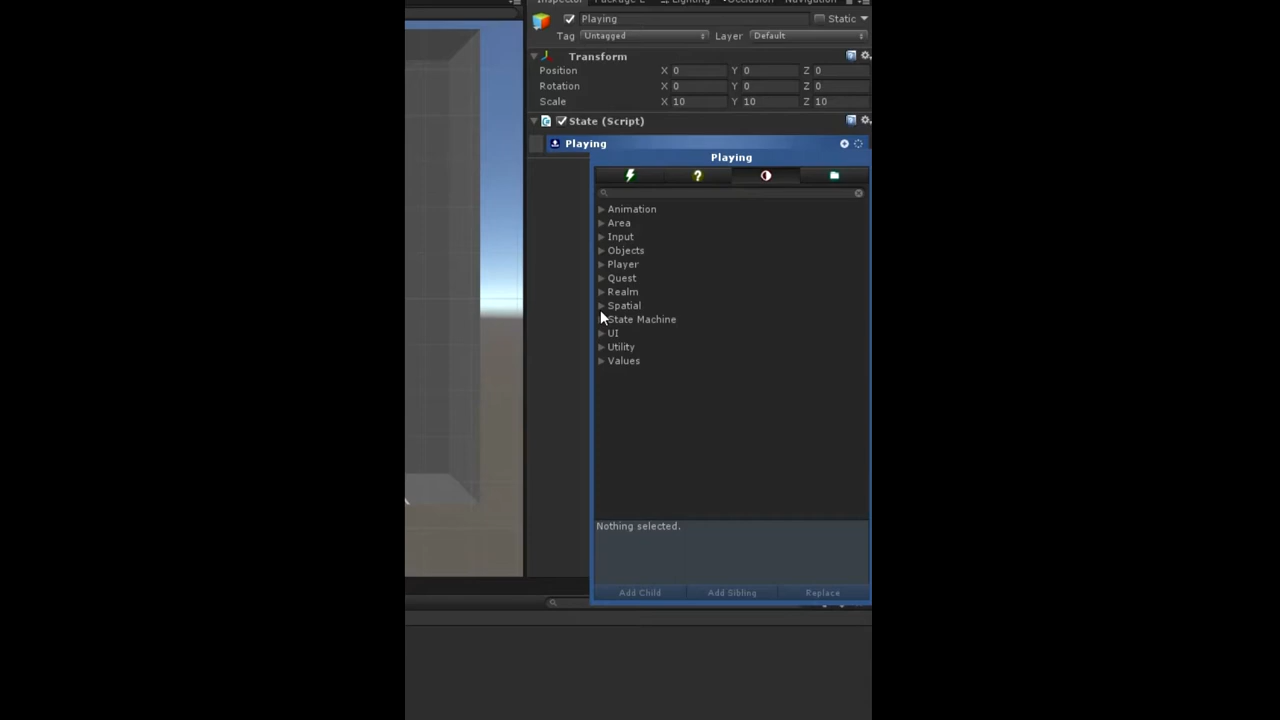 Inspector Package Lighting Occlusion Navigation
Playing Static
Tag Untagged Layer Default
Transform
Position X 0 Y 0 Z 0
Rotation X 0 Y 0 Z 0
Scale X 10 Y 10 Z 10
State (Script)
Playing
Playing
?
Animation
Area
Input
Objects
Player
Quest
Realm
Spatial
State Machine
UI
Utility
Values
Nothing selected.
Add Child Add Sibling Replace